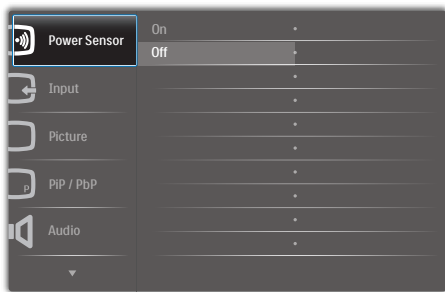 Power Sensor
On
Off
Input
Picture
P
PiP / PbP
Audio